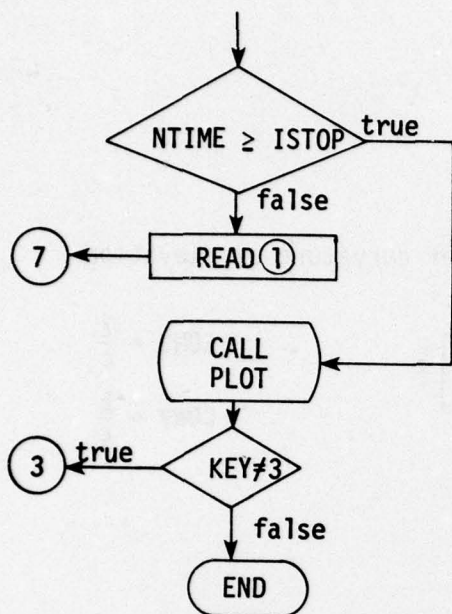 NTIME ≥ ISTOP
true
false
7
READ ①
CALL
PLOT
3
true
KEY≠3
false
END